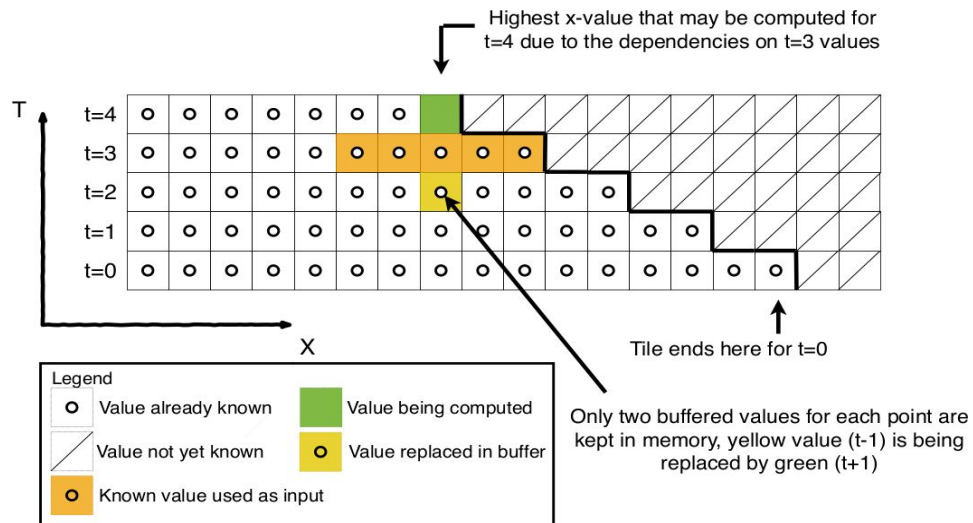 Highest x-value that may be computed for
t=4 due to the dependencies on t=3 values
T
t=4
t=3
t=2
t=1
t=0
X
Tile ends here for t=0
Legend
Value already known
Value being computed
Value not yet known
Value replaced in buffer
Known value used as input
Only two buffered values for each point are
kept in memory, yellow value (t-1) is being
replaced by green (t+1)